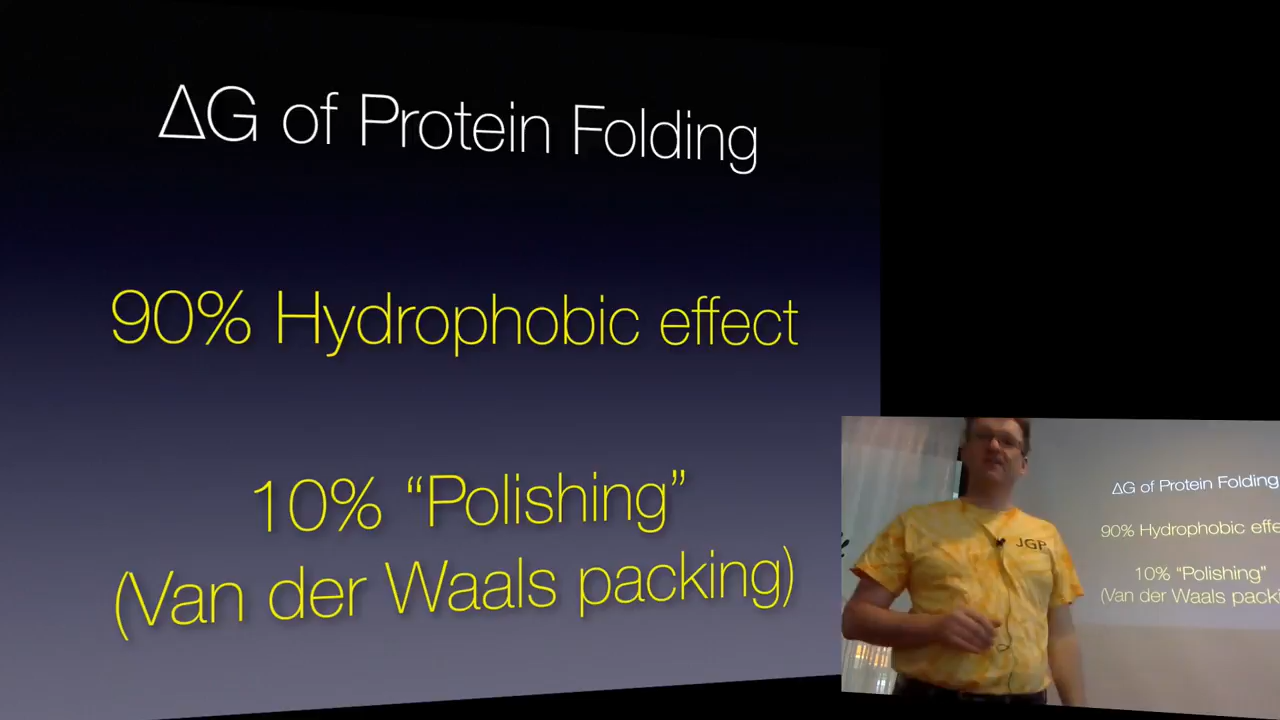 ΔG of Protein Folding
90% Hydrophobic effect
10% “Polishing”
(Van der Waals packing)
JGP
ΔG of Protein Folding
90% Hydrophobic effe
10% “Polishing”
(Van der Waals packi